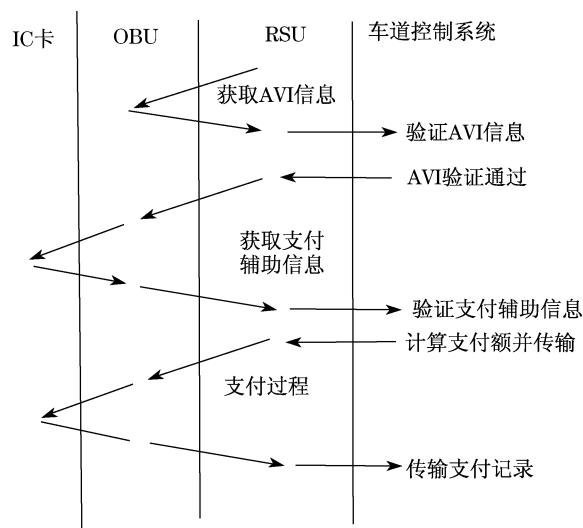 IC卡 OBU RSU 车道控制系统
获取AVI信息
验证AVI信息
AVI验证通过
获取支付
辅助信息
验证支付辅助信息
计算支付额并传输
支付过程
传输支付记录